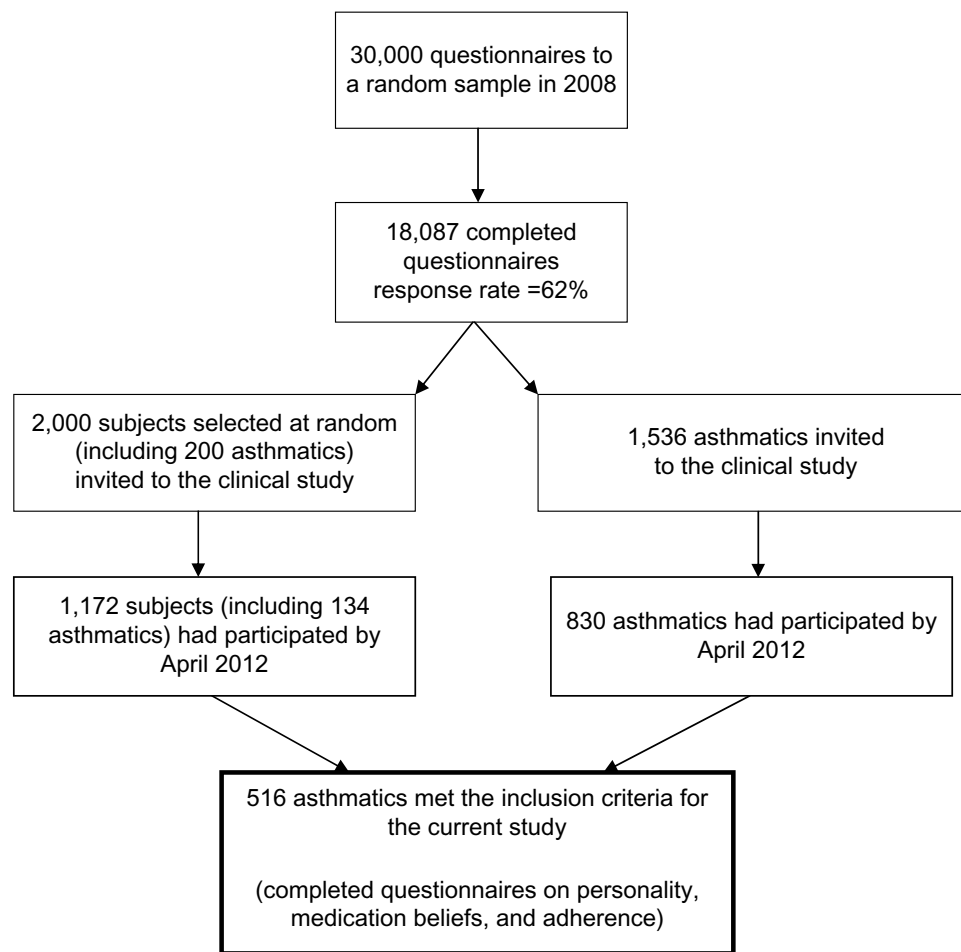 30,000 questionnaires to
a random sample in 2008
18,087 completed
questionnaires
response rate =62%
2,000 subjects selected at random
(including 200 asthmatics)
invited to the clinical study
1,536 asthmatics invited
to the clinical study
1,172 subjects (including 134
asthmatics) had participated by
April 2012
830 asthmatics had participated by
April 2012
516 asthmatics met the inclusion criteria for
the current study
(completed questionnaires on personality,
medication beliefs, and adherence)